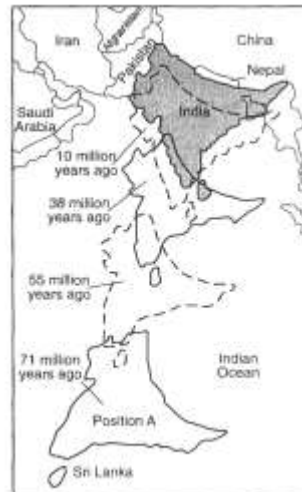 Iran
Afghanistan
China
Pakistan
Nepal
Saudi
Arabia
India
10 million
years ago
38 million
years ago
55 million
years ago
71 million
years ago
Indian
Ocean
Position A
Sri Lanka